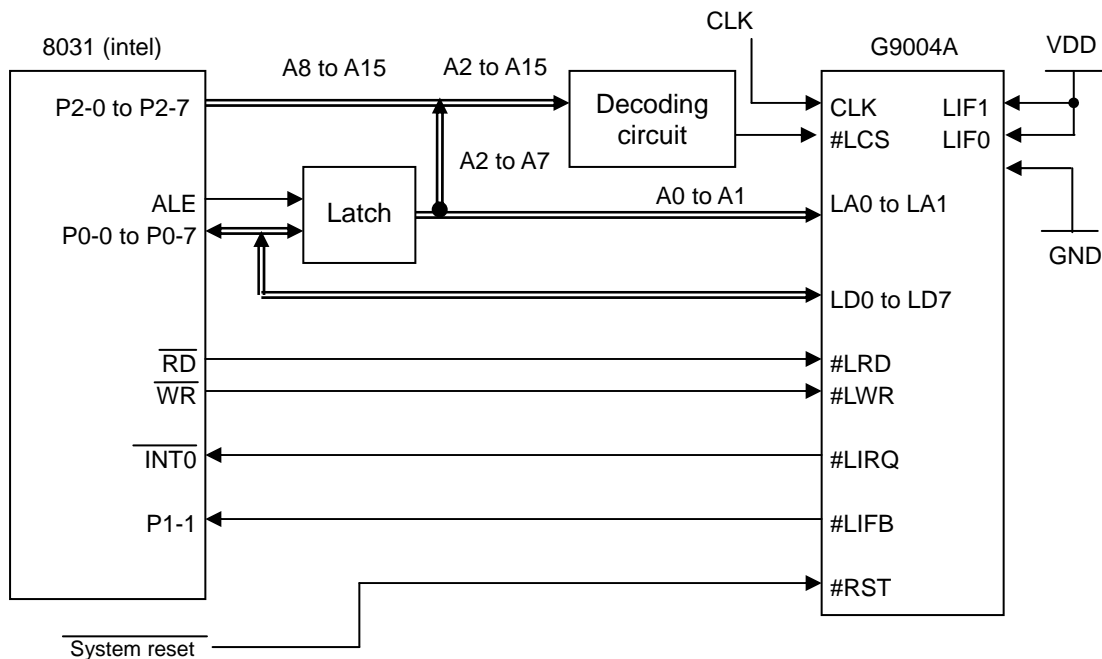 CLK
8031 (intel)
G9004A
VDD
A8 to A15
A2 to A15
P2-0 to P2-7
Decoding
circuit
CLK
LIF1
#LCS
LIF0
A2 to A7
ALE
Latch
A0 to A1
LA0 to LA1
P0-0 to P0-7
GND
LD0 to LD7
RD
#LRD
WR
#LWR
INT0
#LIRQ
P1-1
#LIFB
#RST
System reset